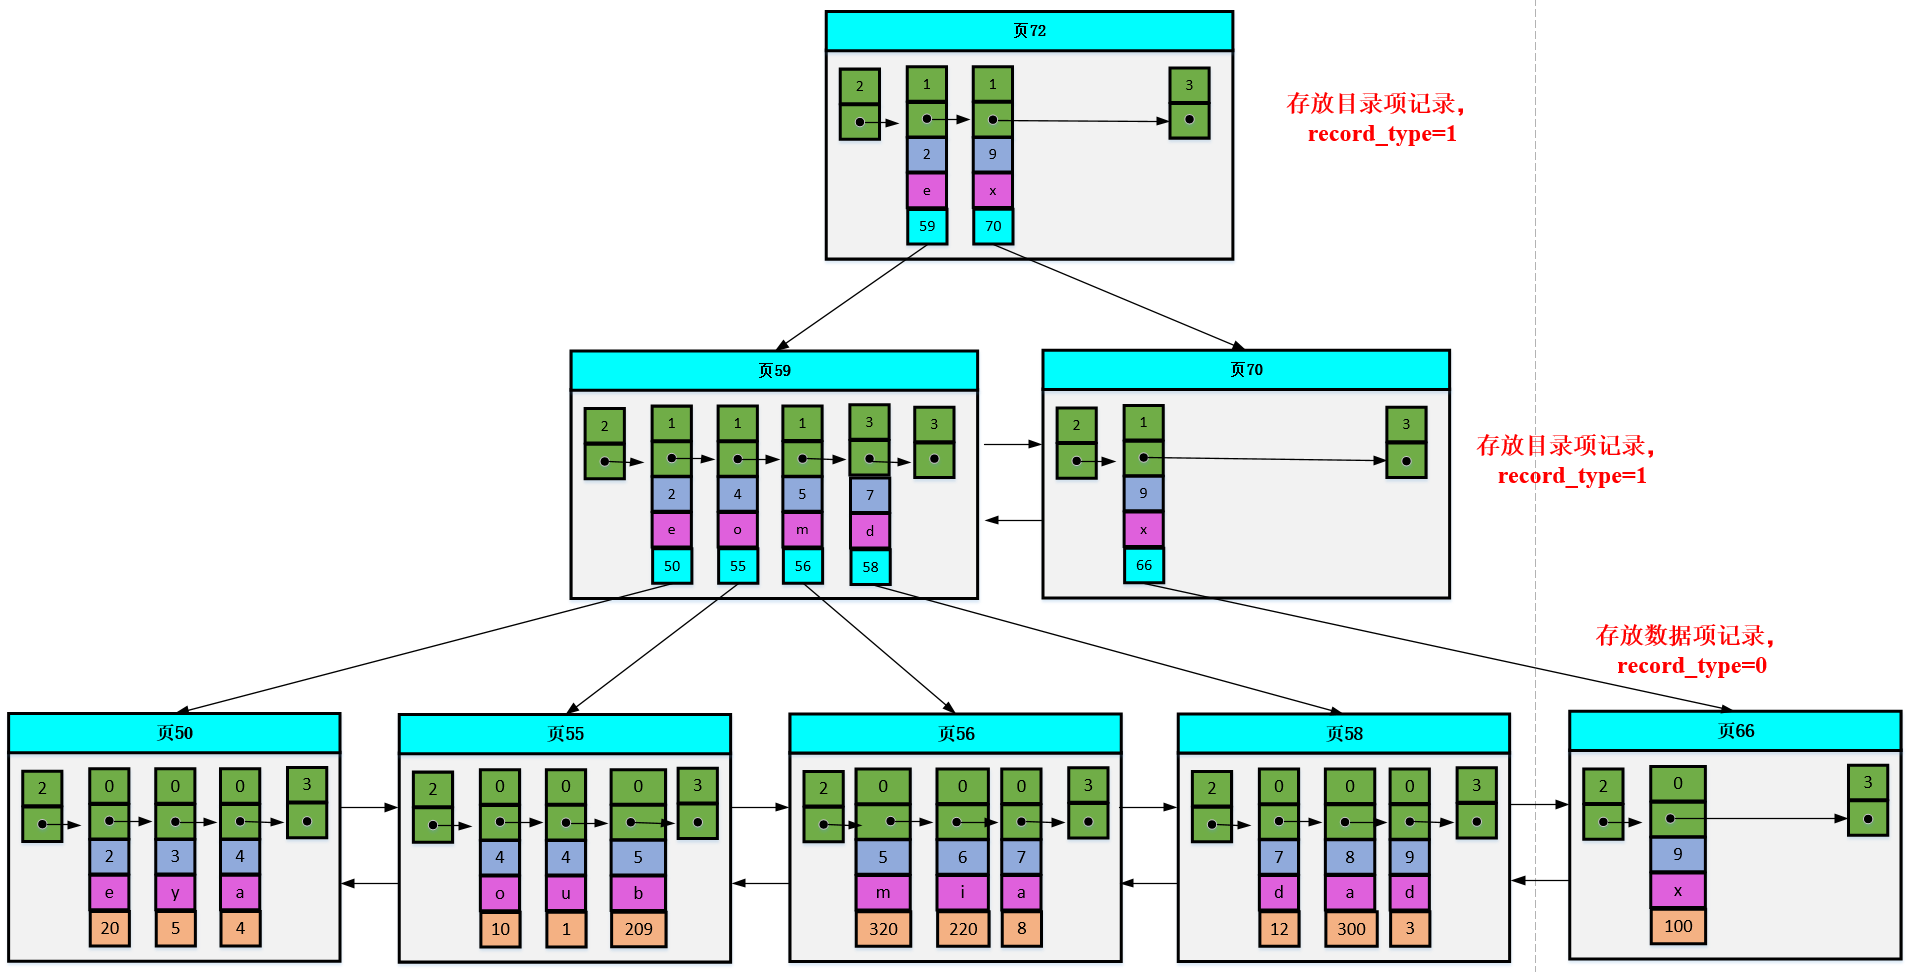 页72
2 1 1 3
2 9
e x
59 70
存放目录项记录，
record_type=1
页59
2 1 1 1 3 3
2 4 5 7
e o m d
50 55 56 58
页70
2 1 3
9
x
66
存放目录项记录，
record_type=1
存放数据项记录，
record_type=0
页50
2 0 0 0 3
2 3 4
e y a
20 5 4
页55
2 0 0 0 3
4 4 5
o u b
10 1 209
页56
2 0 0 0 3
5 6 7
m i a
320 220 8
页58
2 0 0 0 3
7 8 9
d a d
12 300 3
页66
2 0 3
9
x
100